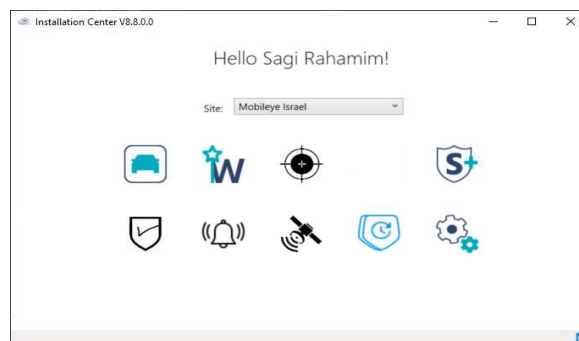 Installation Center V8.8.0.0
Hello Sagi Rahamim!
Site: Mobileye Israel
W S+